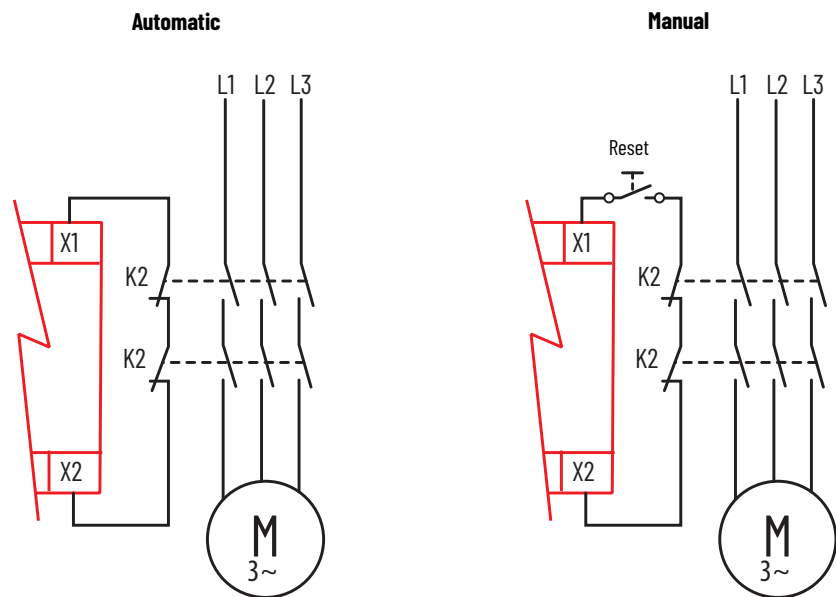 Automatic
L1 L2 L3
X1
K2
K2
X2
M
3~
Manual
L1 L2 L3
Reset
X1
K2
K2
X2
M
3~